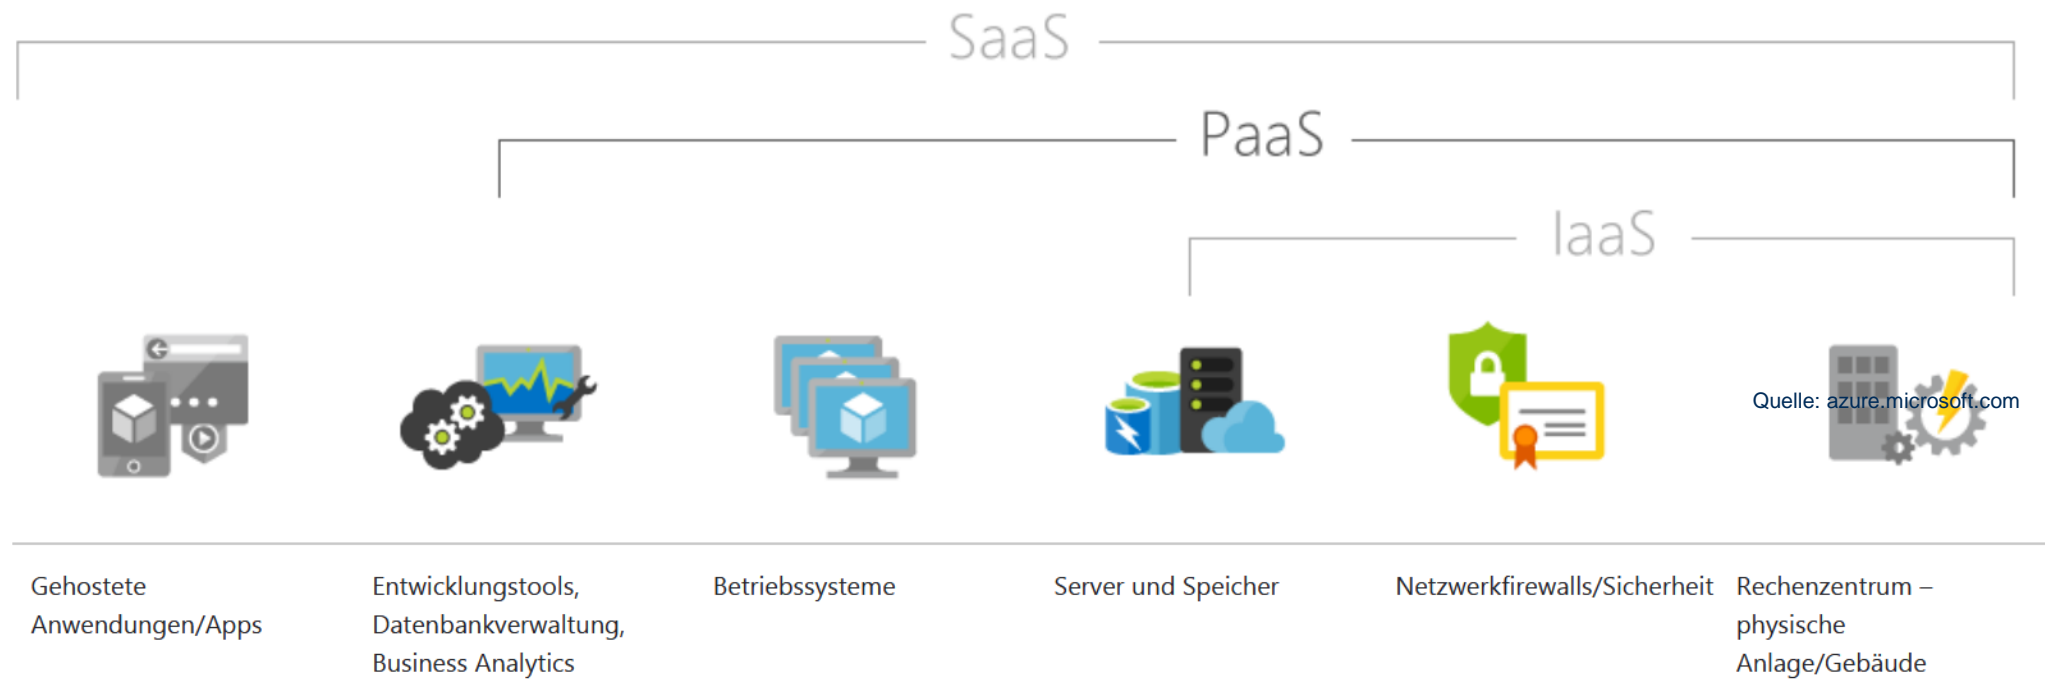 SaaS
PaaS
IaaS
Quelle: azure.microsoft.com
Gehostete
Anwendungen/Apps
Entwicklungstools,
Datenbankverwaltung,
Business Analytics
Betriebssysteme
Server und Speicher
Netzwerkfirewalls/Sicherheit
Rechenzentrum –
physische
Anlage/Gebäude